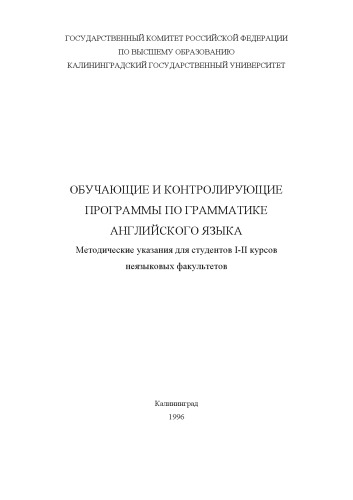 ГОСУДАРСТВЕННЫЙ КОМИТЕТ РОССИЙСКОЙ ФЕДЕРАЦИИ
ПО ВЫСШЕМУ ОБРАЗОВАНИЮ
КАЛИНИНГРАДСКИЙ ГОСУДАРСТВЕННЫЙ УНИВЕРСИТЕТ
ОБУЧАЮЩИЕ И КОНТРОЛИРУЮЩИЕ
ПРОГРАММЫ ПО ГРАММАТИКЕ
АНГЛИЙСКОГО ЯЗЫКА
Методические указания для студентов I-II курсов
неязыковых факультетов
Калининград
1996